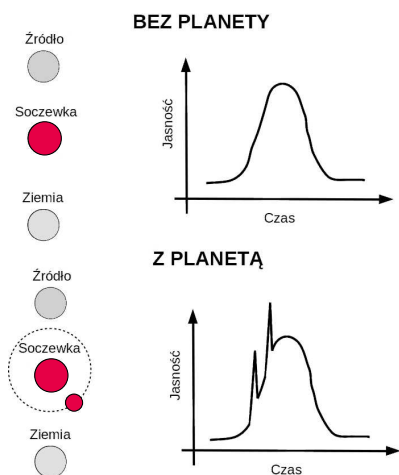 BEZ PLANETY
Źródło
Soczewka
Ziemia
Jasność
Czas
Z PLANETĄ
Źródło
Soczewka
Ziemia
Jasność
Czas